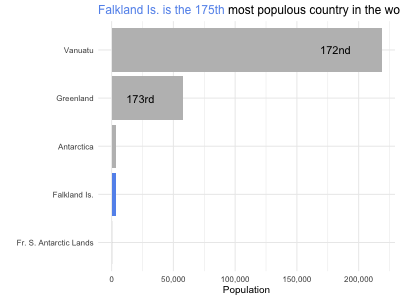 Falkland Is. is the 175th most populous country in the wo
Vanuatu
172nd
Greenland
173rd
Antarctica
Falkland Is.
Fr. S. Antarctic Lands
0 50,000 100,000 150,000 200,000
Population